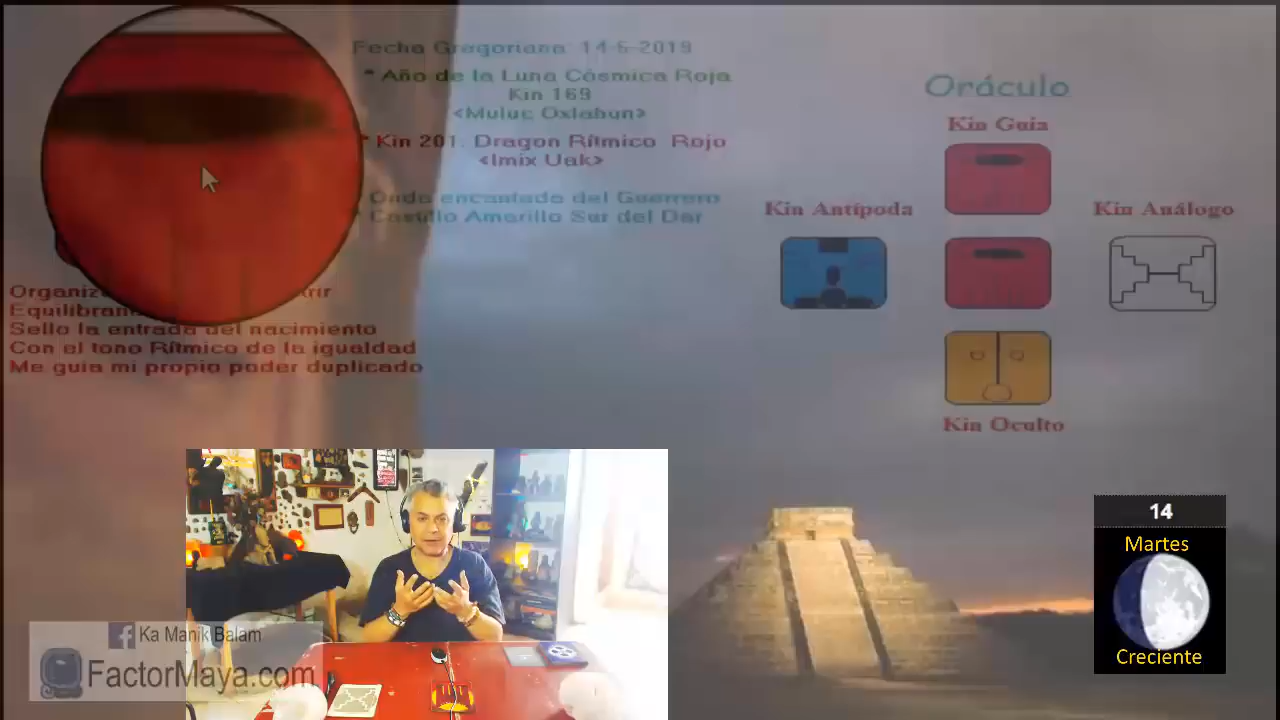 Fecha Gregoriana: 14-5-2019
* Año de la Luna Cósmica Roja
Kin 169
<Muluc Oxlahun>
* Kin 201. Dragon Rítmico Rojo
<Imix Uak>
* Onda encantada del Guerrero
* Castillo Amarillo Sur del Dar
Organiz
Equilibran
Sello la entrada del nacimiento
Con el tono Rítmico de la igualdad
Me guia mi propio poder duplicado
Oráculo
Kin Guia
Kin Antípoda
Kin Análogo
Kin Oculto
14
Martes
Creciente
Ka Manik Balam
FactorMaya.com